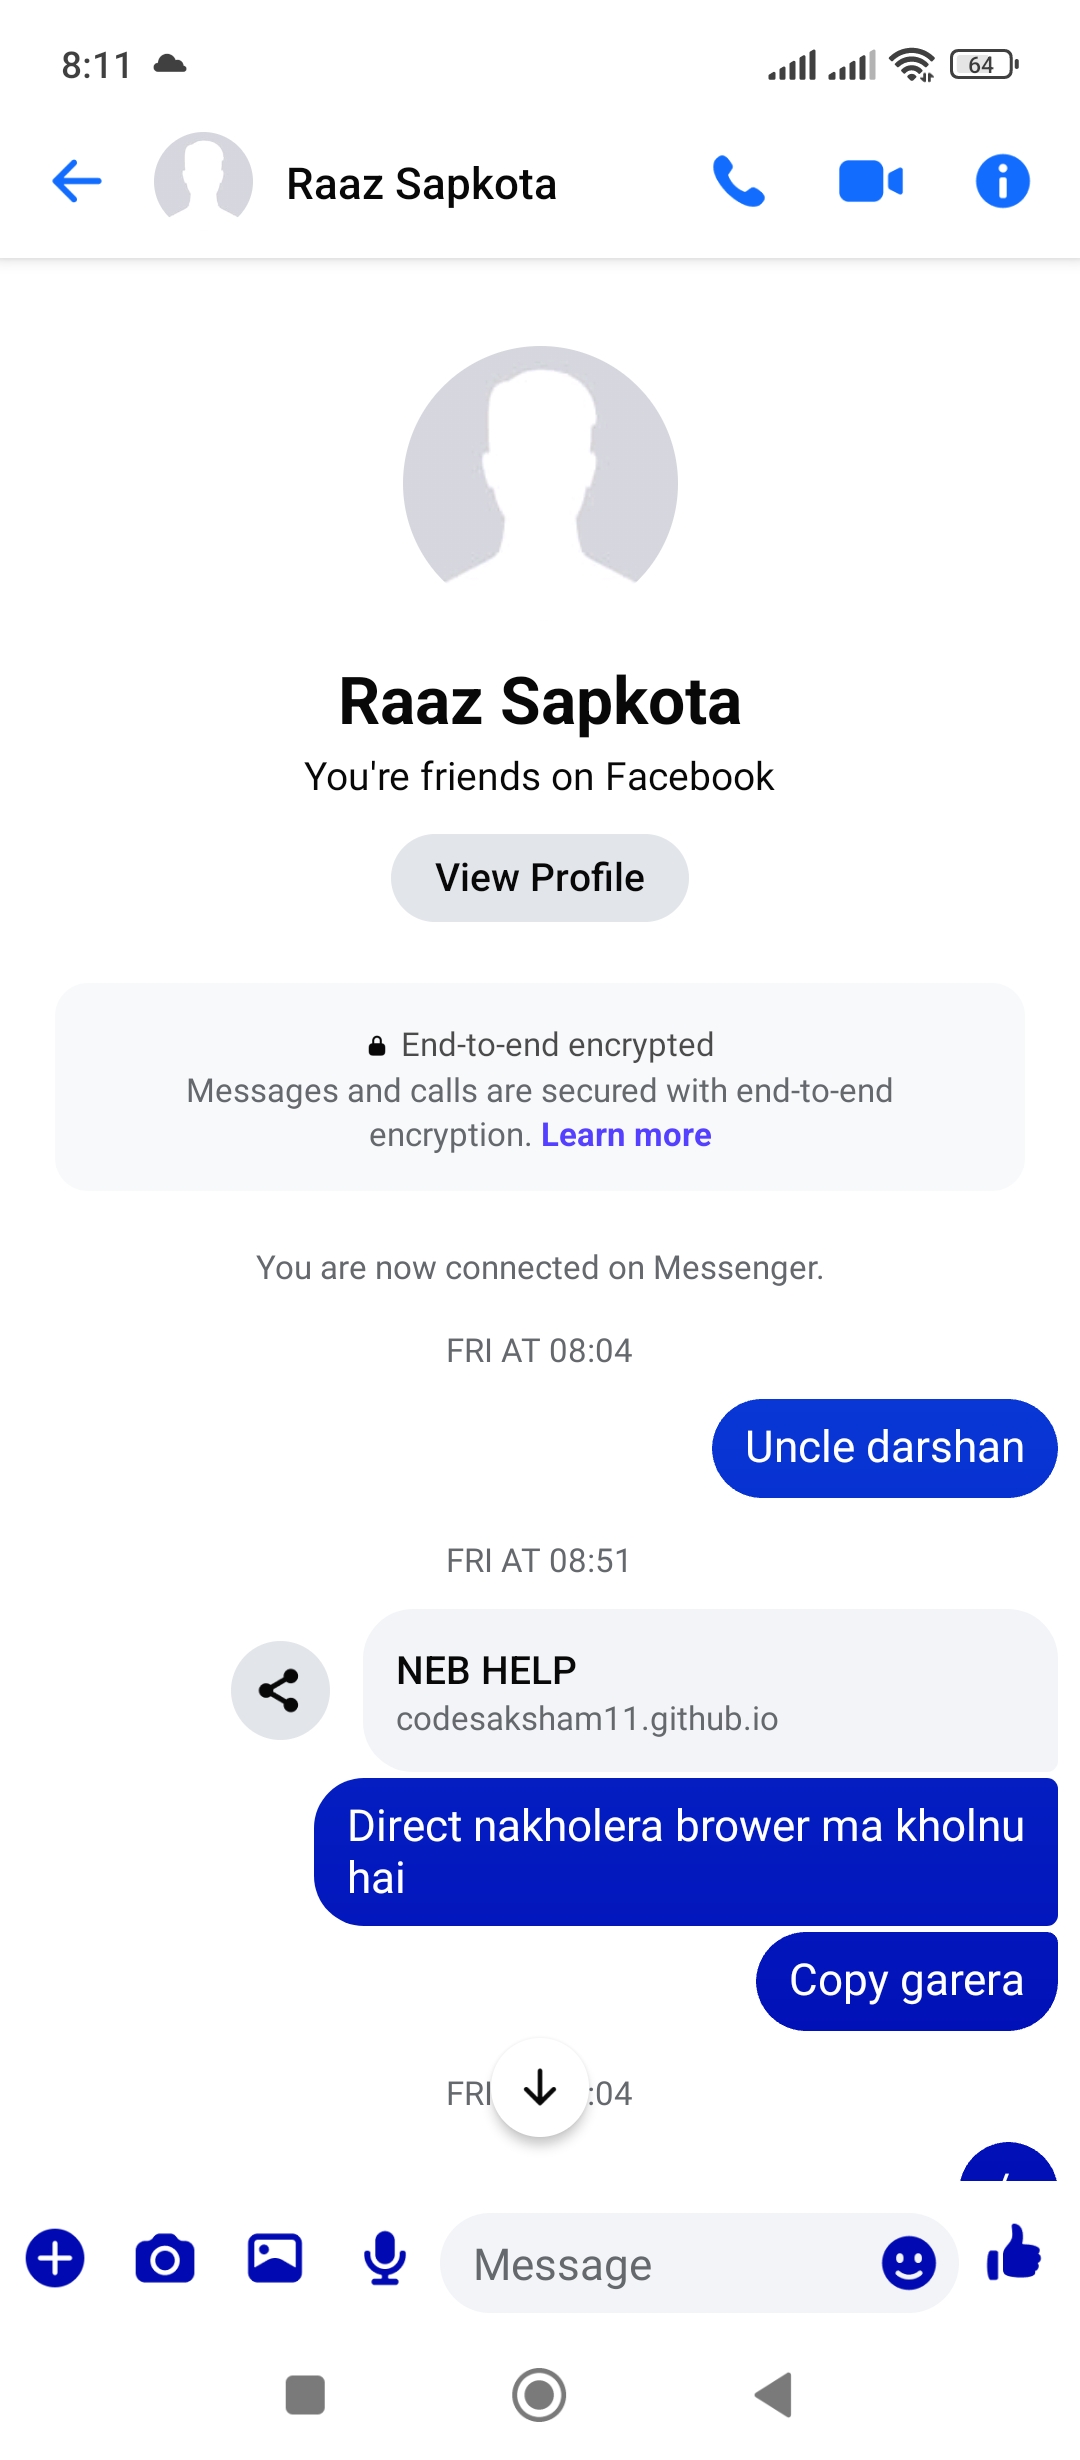 8:11
64
Raaz Sapkota
Raaz Sapkota
You're friends on Facebook
View Profile
End-to-end encrypted
Messages and calls are secured with end-to-end
encryption. Learn more
You are now connected on Messenger.
FRI AT 08:04
Uncle darshan
FRI AT 08:51
NEB HELP
codesaksham11.github.io
Direct nakholera brower ma kholnu
hai
Copy garera
FRI :04
Message